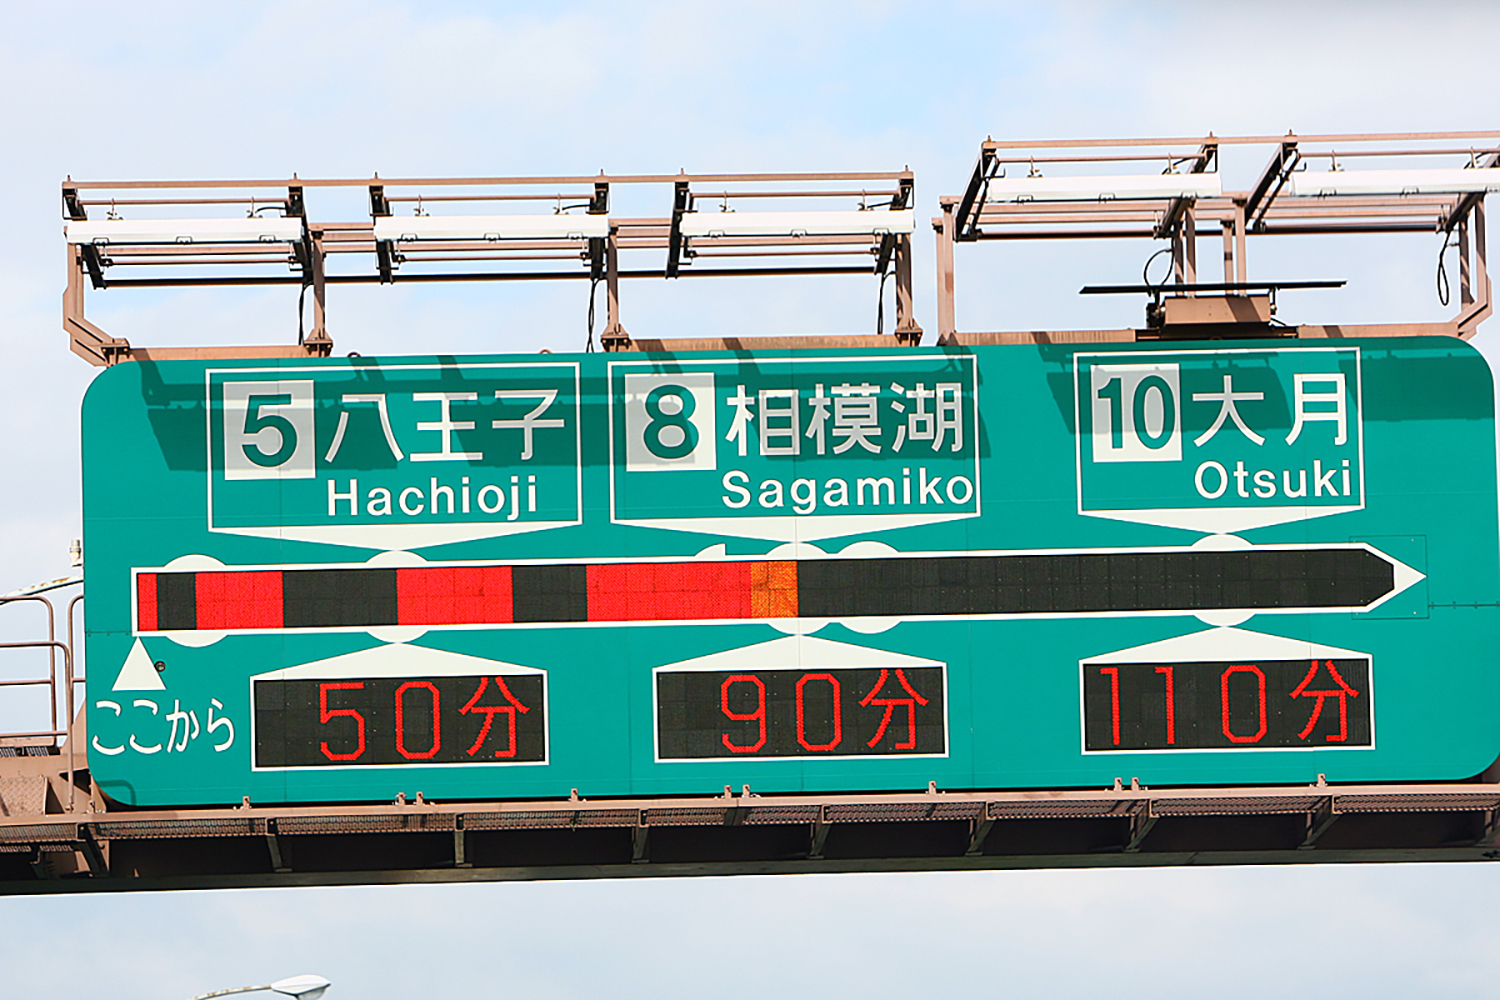 5 八王子
Hachioji
8 相模湖
Sagamiko
10 大月
Otsuki
ここから
50分
90分
110分